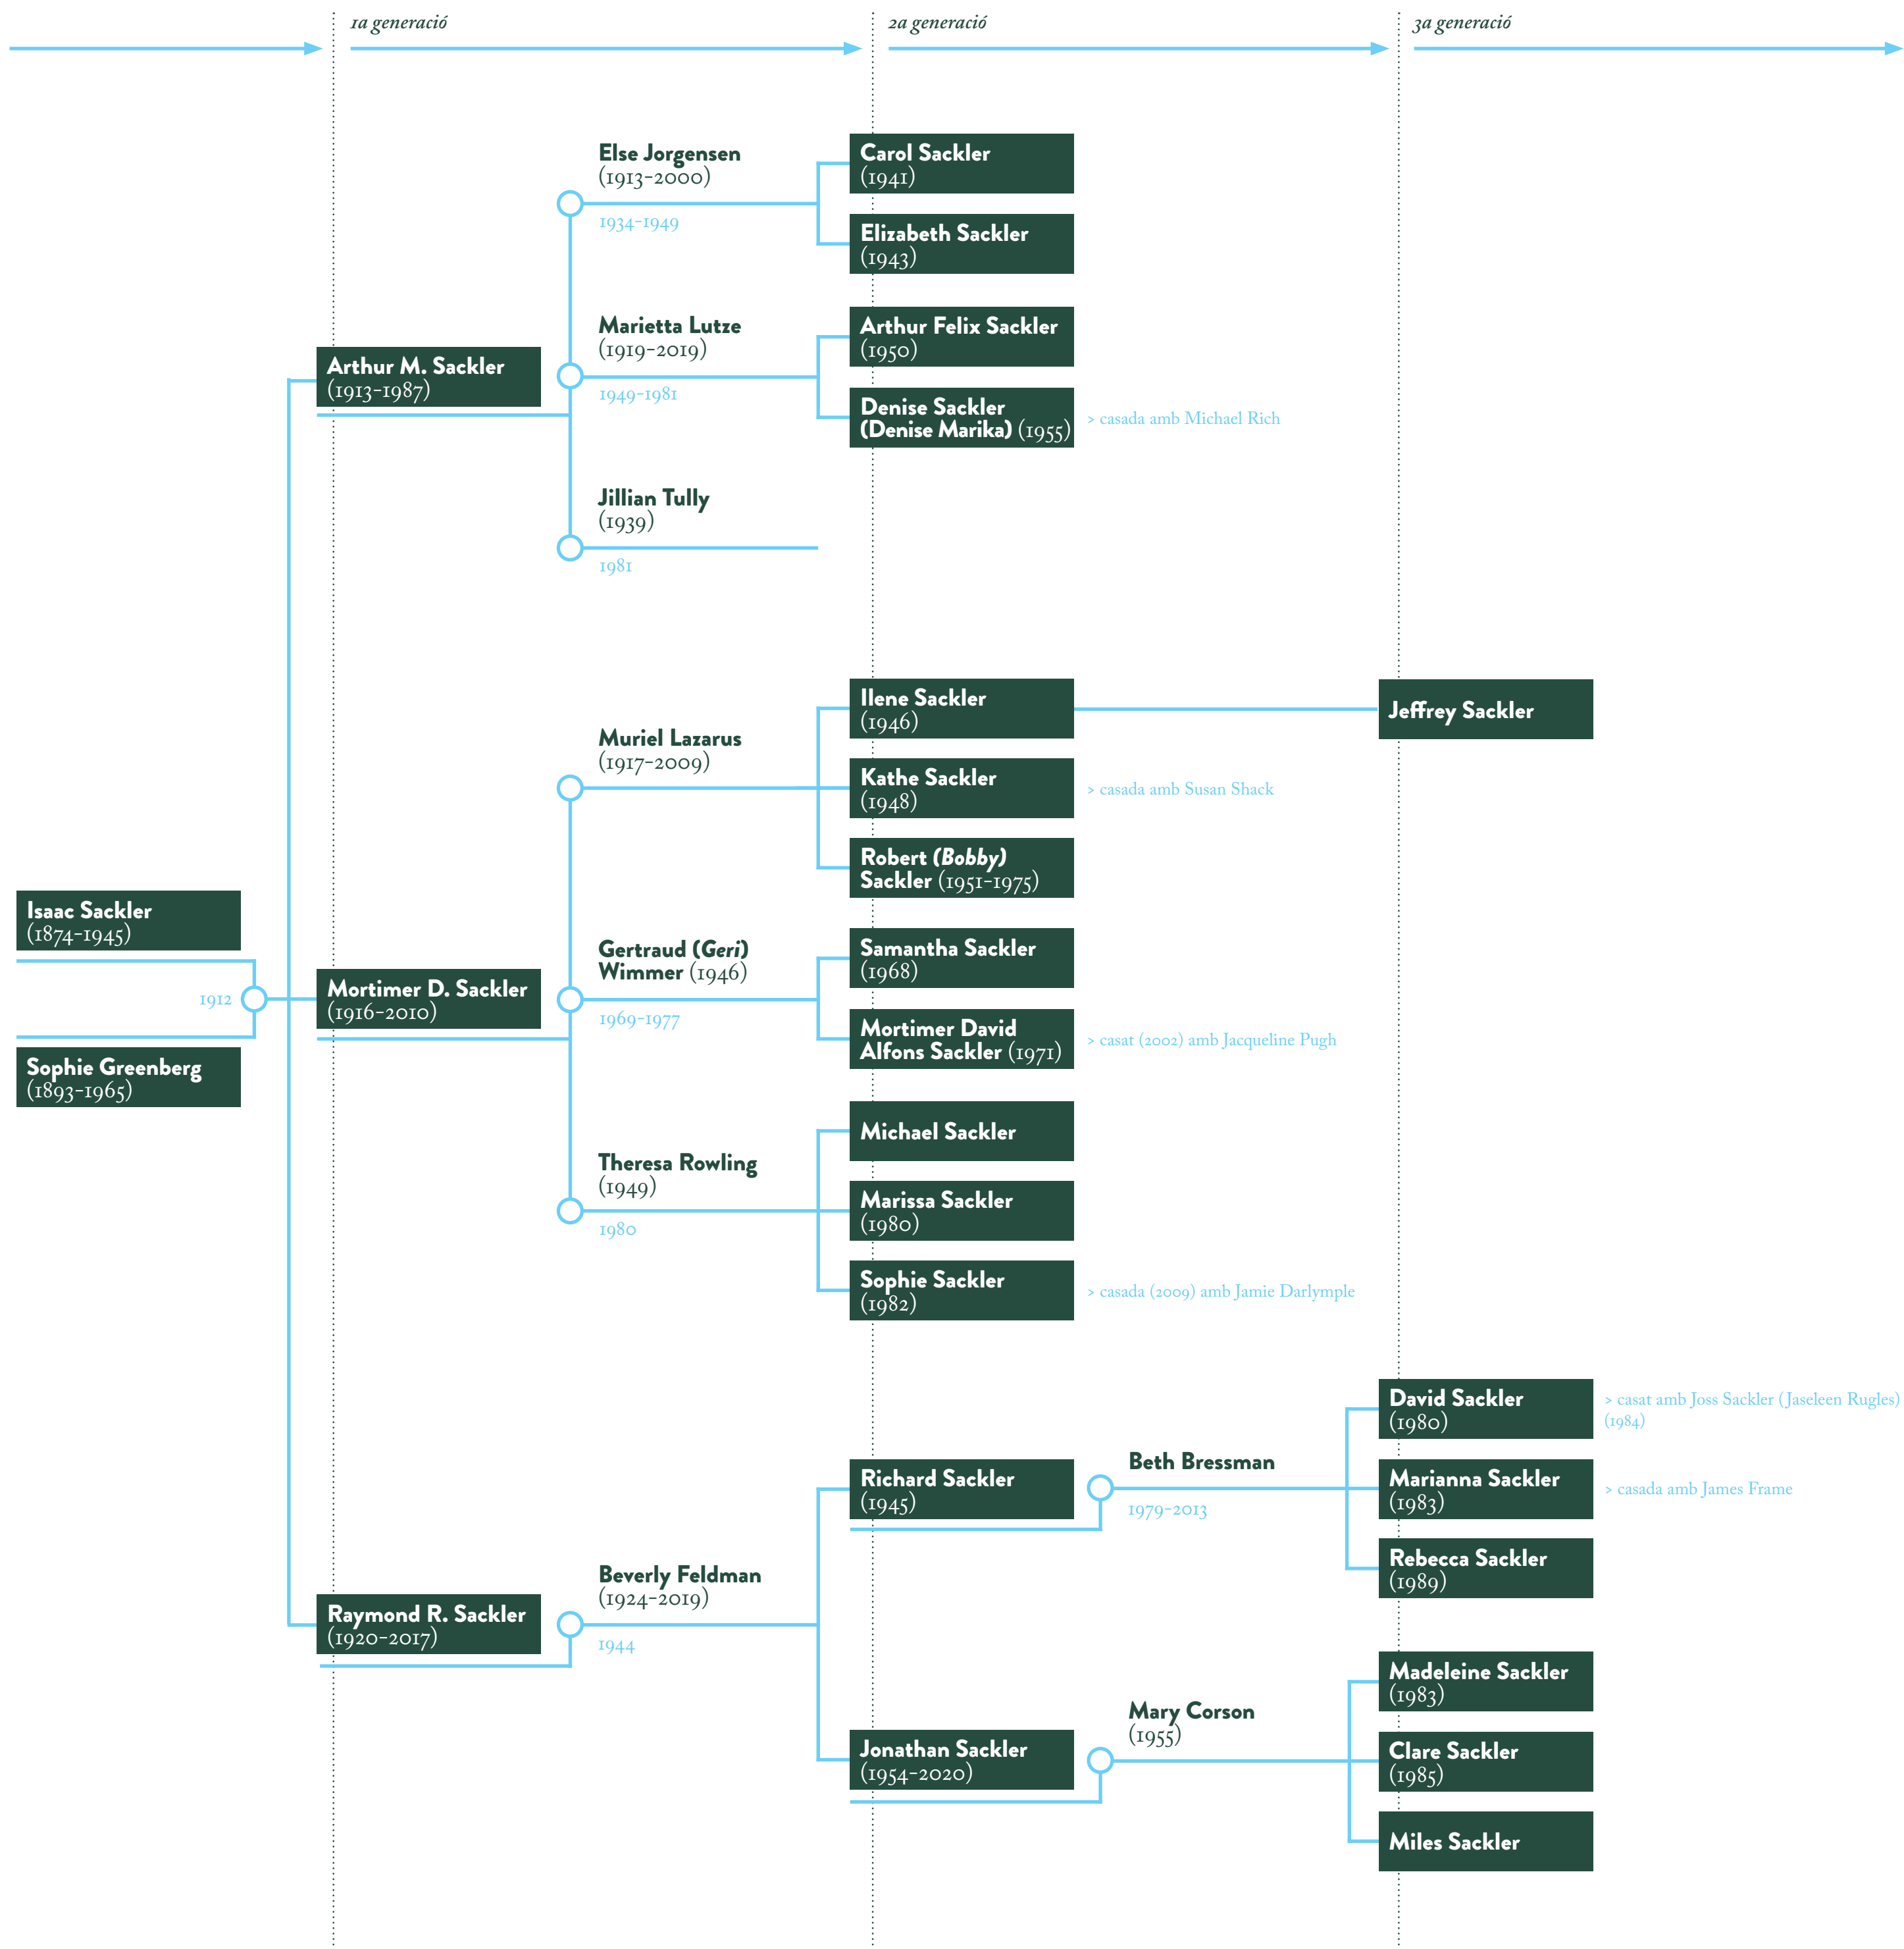 1a generació
2a generació
3a generació
Else Jorgensen
(1913-2000)
1934-1949
Carol Sackler
(1941)
Elizabeth Sackler
(1943)
Arthur M. Sackler
(1913-1987)
Marietta Lutze
(1919-2019)
1949-1981
Arthur Felix Sackler
(1950)
Denise Sackler
(Denise Marika) (1955)
> casada amb Michael Rich
Jillian Tully
(1939)
1981
Muriel Lazarus
(1917-2009)
Ilene Sackler
(1946)
Jeffrey Sackler
Kathe Sackler
(1948)
> casada amb Susan Shack
Robert (Bobby)
Sackler (1951-1975)
Isaac Sackler
(1874-1945)
1912
Sophie Greenberg
(1893-1965)
Mortimer D. Sackler
(1916-2010)
Gertraud (Geri)
Wimmer (1946)
1969-1977
Samantha Sackler
(1968)
Mortimer David
Alfons Sackler (1971)
> casat (2002) amb Jacqueline Pugh
Theresa Rowling
(1949)
1980
Michael Sackler
Marissa Sackler
(1980)
Sophie Sackler
(1982)
> casada (2009) amb Jamie Darlymple
Raymond R. Sackler
(1920-2017)
Beverly Feldman
(1924-2019)
1944
Richard Sackler
(1945)
Beth Bressman
1979-2013
David Sackler
(1980)
> casat amb Joss Sackler (Jaseleen Rugles)
(1984)
Marianna Sackler
(1983)
> casada amb James Frame
Rebecca Sackler
(1989)
Jonathan Sackler
(1954-2020)
Mary Corson
(1955)
Madeleine Sackler
(1983)
Clare Sackler
(1985)
Miles Sackler